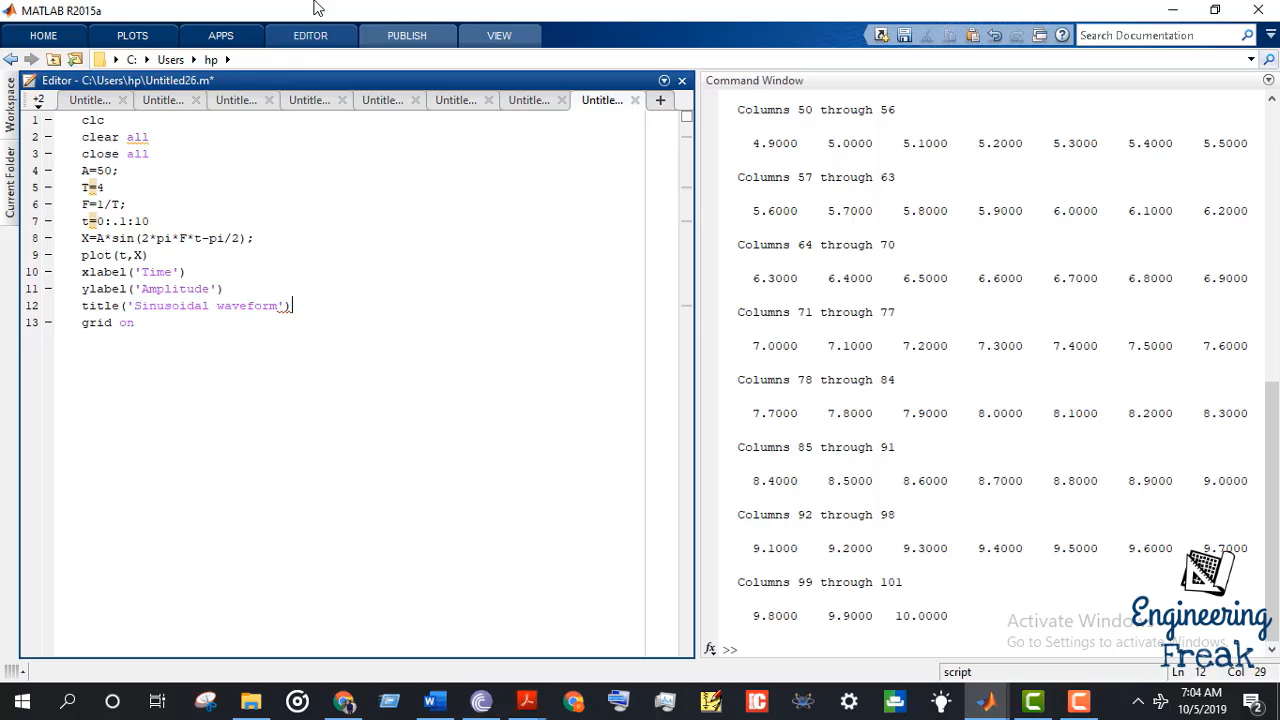 MATLAB R2015a
HOME PLOTS APPS EDITOR PUBLISH VIEW Search Documentation
C: ▸ Users ▸ hp ▸
Editor - C:\Users\hp\Untitled26.m*
Command Window
+2 Untitle... Untitle... Untitle... Untitle... Untitle... Untitle... Untitle... Untitle... +
Workspace
Current Folder
1 clc
2 clear all
3 close all
4 A=50;
5 T=4
6 F=1/T;
7 t=0:.1:10
8 X=A*sin(2*pi*F*t-pi/2);
9 plot(t,X)
10 xlabel('Time')
11 ylabel('Amplitude')
12 title('Sinusoidal waveform')
13 grid on
Columns 50 through 56
4.9000 5.0000 5.1000 5.2000 5.3000 5.4000 5.5000
Columns 57 through 63
5.6000 5.7000 5.8000 5.9000 6.0000 6.1000 6.2000
Columns 64 through 70
6.3000 6.4000 6.5000 6.6000 6.7000 6.8000 6.9000
Columns 71 through 77
7.0000 7.1000 7.2000 7.3000 7.4000 7.5000 7.6000
Columns 78 through 84
7.7000 7.8000 7.9000 8.0000 8.1000 8.2000 8.3000
Columns 85 through 91
8.4000 8.5000 8.6000 8.7000 8.8000 8.9000 9.0000
Columns 92 through 98
9.1000 9.2000 9.3000 9.4000 9.5000 9.6000 9.7000
Columns 99 through 101
9.8000 9.9000 10.0000
fx >>
Activate Windows
Go to Settings to activate Windows.
Engineering
Freak
script Ln 12 Col 29
7:04 AM
10/5/2019
2